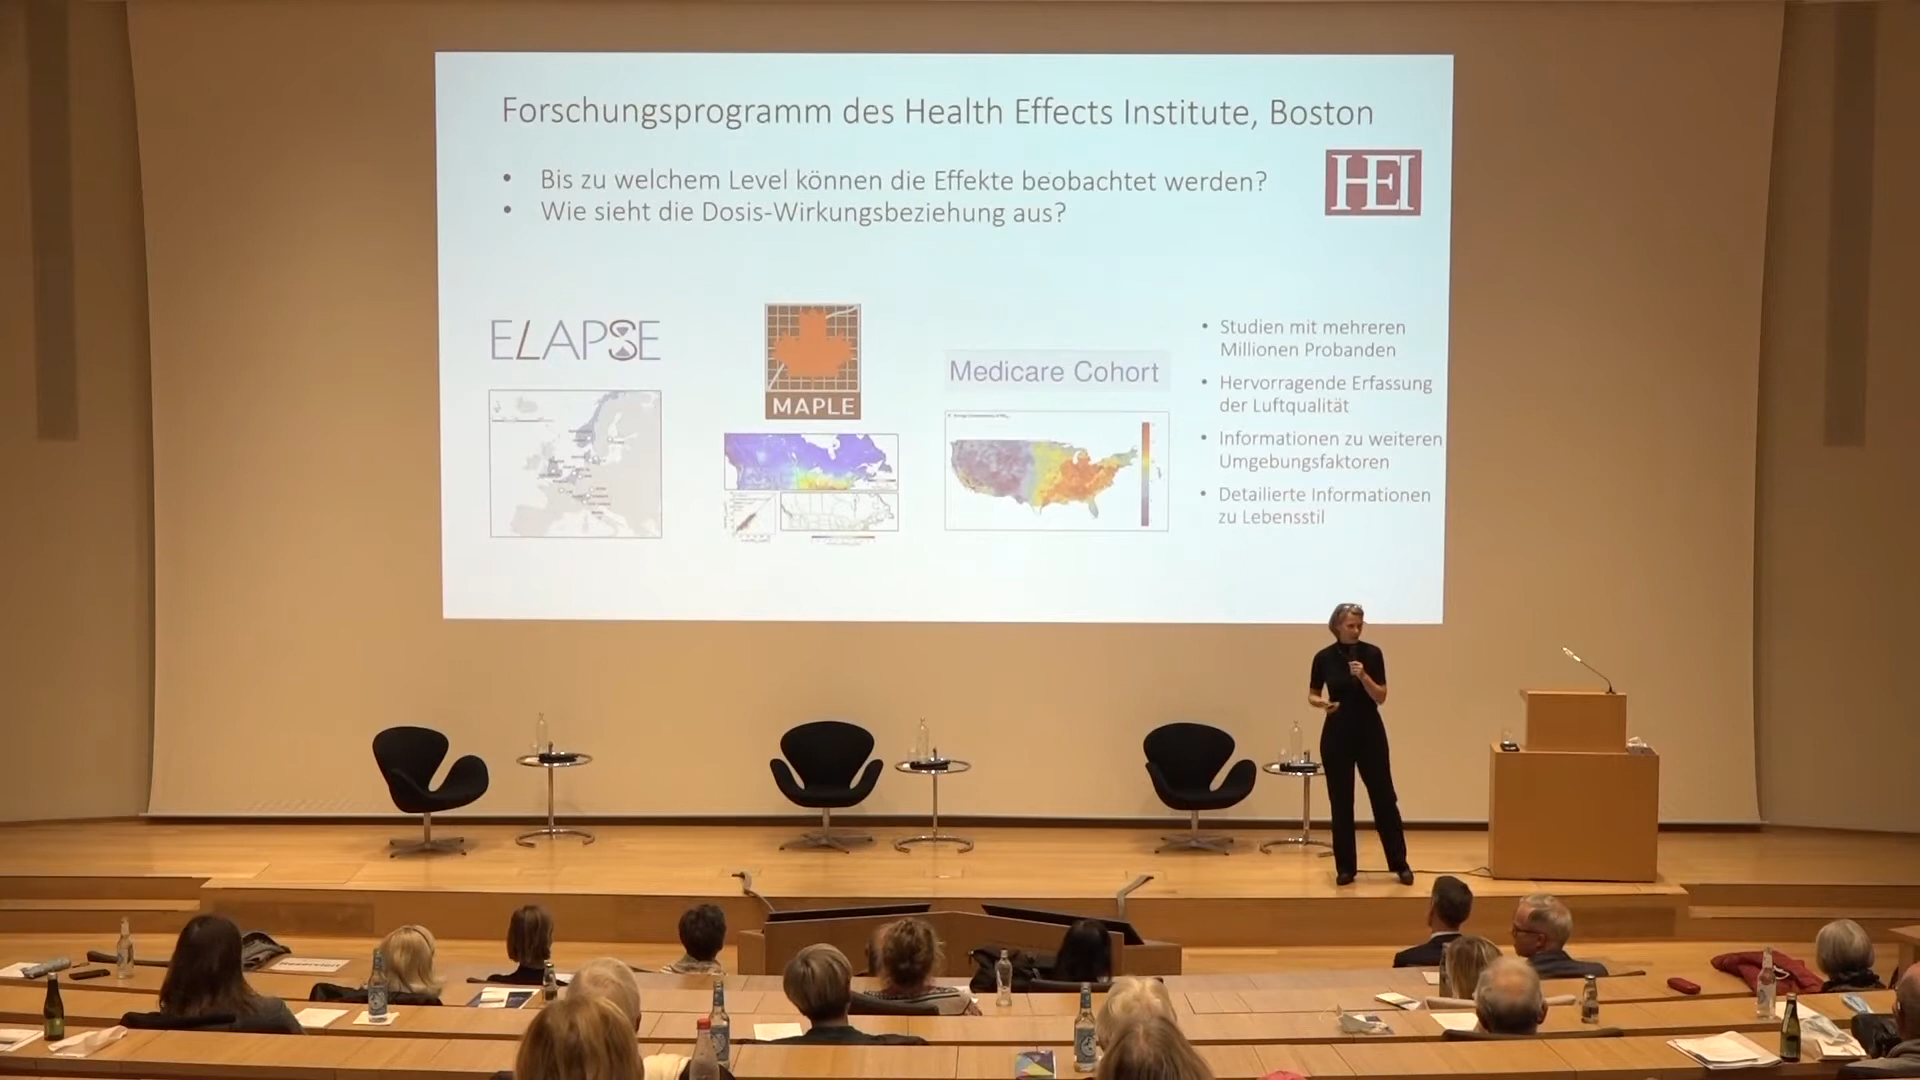 Forschungsprogramm des Health Effects Institute, Boston
HEI
• Bis zu welchem Level können die Effekte beobachtet werden?
• Wie sieht die Dosis-Wirkungsbeziehung aus?
ELAPSE
MAPLE
Medicare Cohort
• Studien mit mehreren
Millionen Probanden
• Hervorragende Erfassung
der Luftqualität
• Informationen zu weiteren
Umgebungsfaktoren
• Detailierte Informationen
zu Lebensstil